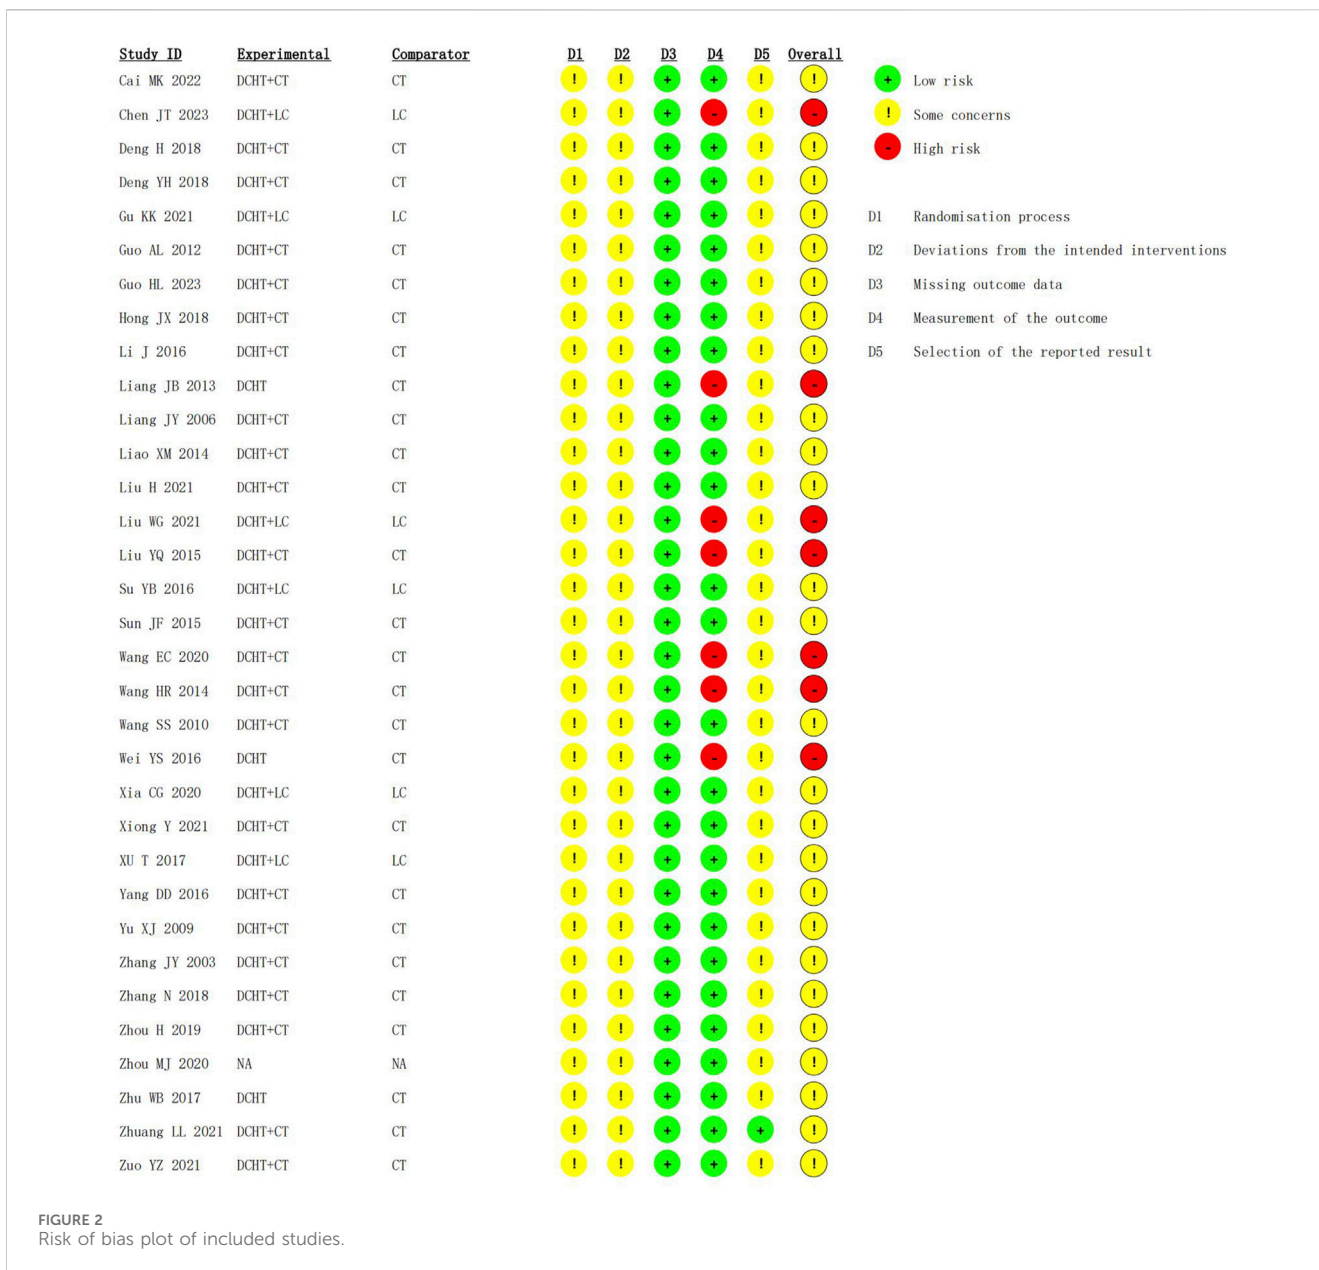 Study ID Experimental Comparator D1 D2 D3 D4 D5 Overall
Cai MK 2022 DCHT+CT CT ! ! + + ! ! + Low risk
Chen JT 2023 DCHT+LC LC ! ! + - ! - ! Some concerns
Deng H 2018 DCHT+CT CT ! ! + + ! ! - High risk
Deng YH 2018 DCHT+CT CT ! ! + + ! !
Gu KK 2021 DCHT+LC LC ! ! + + ! ! D1 Randomisation process
Guo AL 2012 DCHT+CT CT ! ! + + ! ! D2 Deviations from the intended interventions
Guo HL 2023 DCHT+CT CT ! ! + + ! ! D3 Missing outcome data
Hong JX 2018 DCHT+CT CT ! ! + + ! ! D4 Measurement of the outcome
Li J 2016 DCHT+CT CT ! ! + + ! ! D5 Selection of the reported result
Liang JB 2013 DCHT CT ! ! + - ! -
Liang JY 2006 DCHT+CT CT ! ! + + ! !
Liao XM 2014 DCHT+CT CT ! ! + + ! !
Liu H 2021 DCHT+CT CT ! ! + + ! !
Liu WG 2021 DCHT+LC LC ! ! + - ! -
Liu YQ 2015 DCHT+CT CT ! ! + - ! -
Su YB 2016 DCHT+LC LC ! ! + + ! !
Sun JF 2015 DCHT+CT CT ! ! + + ! !
Wang EC 2020 DCHT+CT CT ! ! + - ! -
Wang HR 2014 DCHT+CT CT ! ! + - ! -
Wang SS 2010 DCHT+CT CT ! ! + + ! !
Wei YS 2016 DCHT CT ! ! + - ! -
Xia CG 2020 DCHT+LC LC ! ! + + ! !
Xiong Y 2021 DCHT+CT CT ! ! + + ! !
XU T 2017 DCHT+LC LC ! ! + + ! !
Yang DD 2016 DCHT+CT CT ! ! + + ! !
Yu XJ 2009 DCHT+CT CT ! ! + + ! !
Zhang JY 2003 DCHT+CT CT ! ! + + ! !
Zhang N 2018 DCHT+CT CT ! ! + + ! !
Zhou H 2019 DCHT+CT CT ! ! + + ! !
Zhou MJ 2020 NA NA ! ! + + ! !
Zhu WB 2017 DCHT CT ! ! + + ! !
Zhuang LL 2021 DCHT+CT CT ! ! + + + !
Zuo YZ 2021 DCHT+CT CT ! ! + + ! !
FIGURE 2
Risk of bias plot of included studies.